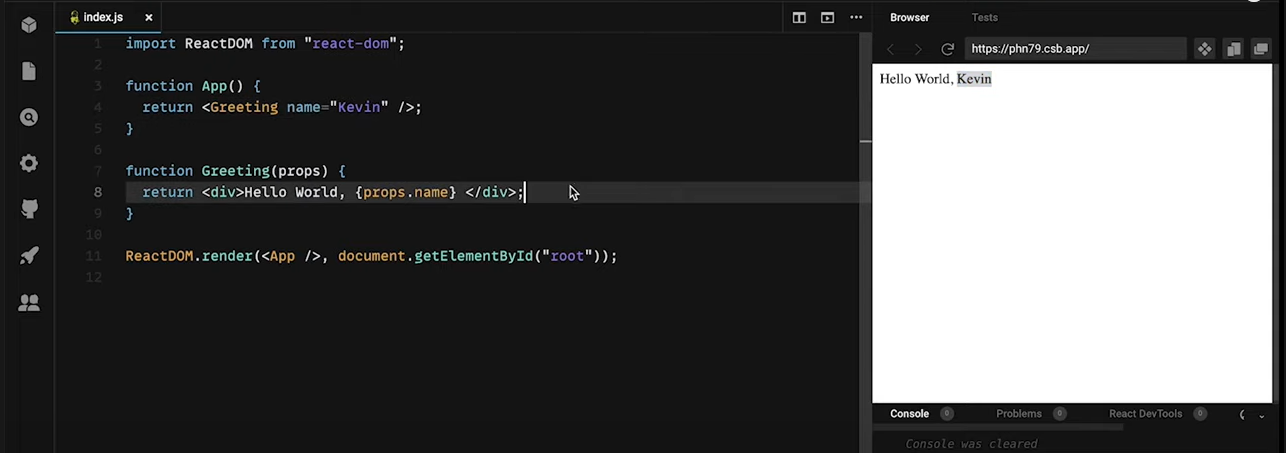 index.js ×
Browser Tests
https://phn79.csb.app/
1 import ReactDOM from "react-dom";
2
3 function App() {
4 return <Greeting name="Kevin" />;
5 }
6
7 function Greeting(props) {
8 return <div>Hello World, {props.name} </div>;
9 }
10
11 ReactDOM.render(<App />, document.getElementById("root"));
12
Hello World, Kevin
Console 0 Problems 0 React DevTools 0
Console was cleared